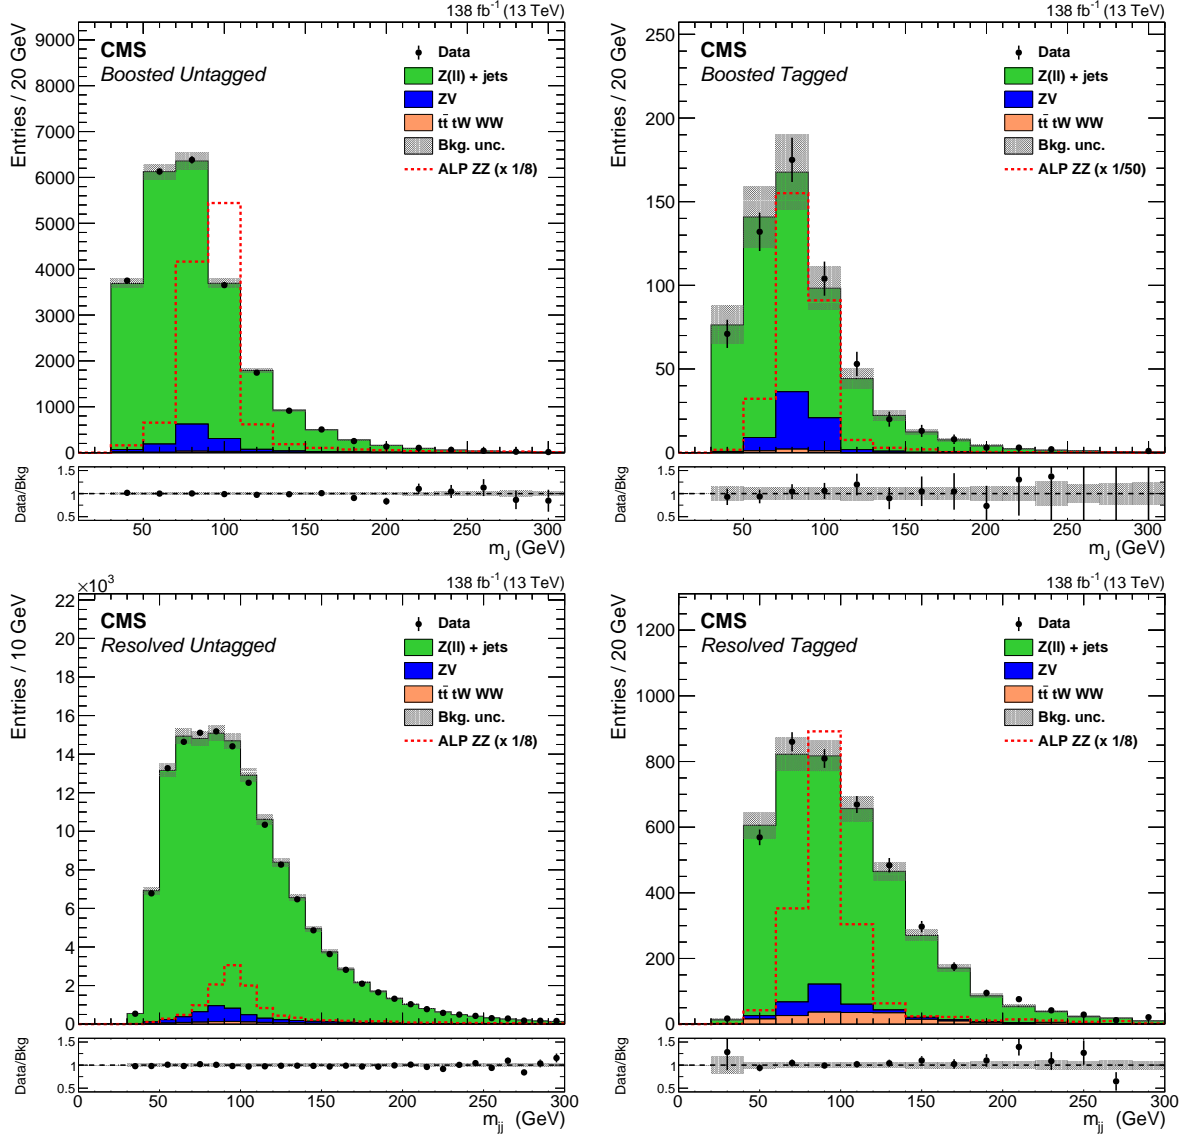 138 fb⁻¹ (13 TeV)
CMS
Boosted Untagged
Data
Z(ll) + jets
ZV
tt̄ tW WW
Bkg. unc.
ALP ZZ (x 1/8)
Entries / 20 GeV
9000
8000
7000
6000
5000
4000
3000
2000
1000
0
Data/Bkg
1.5
1
0.5
50 100 150 200 250 300
m_J (GeV)
138 fb⁻¹ (13 TeV)
CMS
Boosted Tagged
Data
Z(ll) + jets
ZV
tt̄ tW WW
Bkg. unc.
ALP ZZ (x 1/50)
Entries / 20 GeV
250
200
150
100
50
0
Data/Bkg
1.5
1
0.5
50 100 150 200 250 300
m_J (GeV)
×10³
138 fb⁻¹ (13 TeV)
CMS
Resolved Untagged
Data
Z(ll) + jets
ZV
tt̄ tW WW
Bkg. unc.
ALP ZZ (x 1/8)
Entries / 10 GeV
22
20
18
16
14
12
10
8
6
4
2
0
Data/Bkg
1.5
1
0.5
0 50 100 150 200 250 300
m_jj (GeV)
138 fb⁻¹ (13 TeV)
CMS
Resolved Tagged
Data
Z(ll) + jets
ZV
tt̄ tW WW
Bkg. unc.
ALP ZZ (x 1/8)
Entries / 20 GeV
1200
1000
800
600
400
200
0
Data/Bkg
1.5
1
0.5
0 50 100 150 200 250 300
m_jj (GeV)